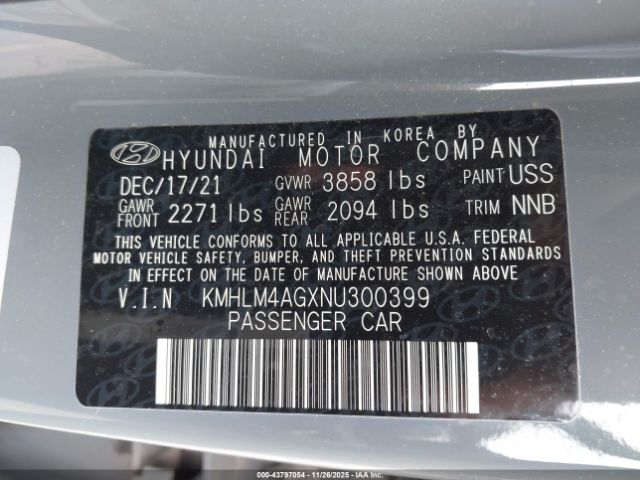 MANUFACTURED IN KOREA BY
HYUNDAI MOTOR COMPANY
DEC/17/21 GVWR 3858 lbs PAINT USS
GAWR FRONT 2271 lbs GAWR REAR 2094 lbs TRIM NNB
THIS VEHICLE CONFORMS TO ALL APPLICABLE U.S.A. FEDERAL
MOTOR VEHICLE SAFETY, BUMPER, AND THEFT PREVENTION STANDARDS
IN EFFECT ON THE DATE OF MANUFACTURE SHOWN ABOVE
V.I.N KMHLM4AGXNU300399
PASSENGER CAR
000-43797054 - 11/26/2025 - IAAI.COM